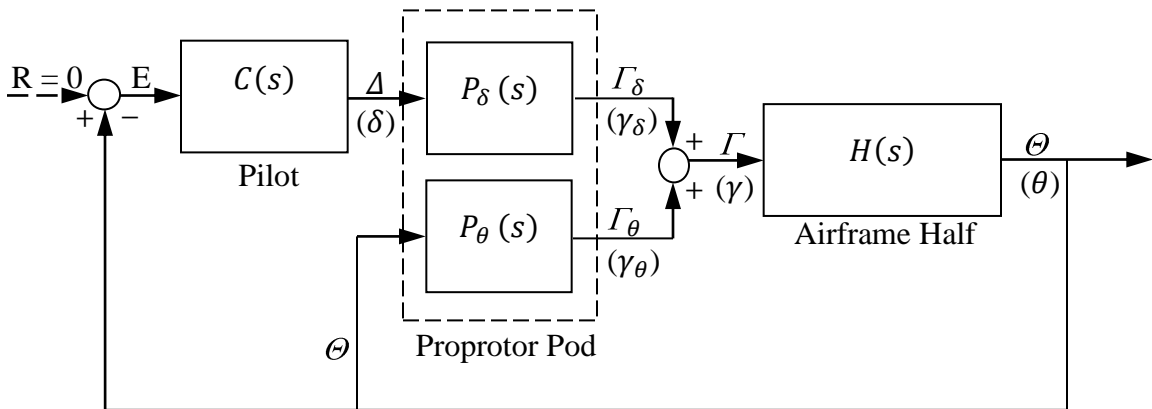 R = 0
+
−
E
C(s)
Pilot
Δ
(δ)
P_δ (s)
P_θ (s)
Proprotor Pod
Θ
Γ_δ
(γ_δ)
+
+
Γ_θ
(γ_θ)
Γ
(γ)
H(s)
Airframe Half
Θ
(θ)